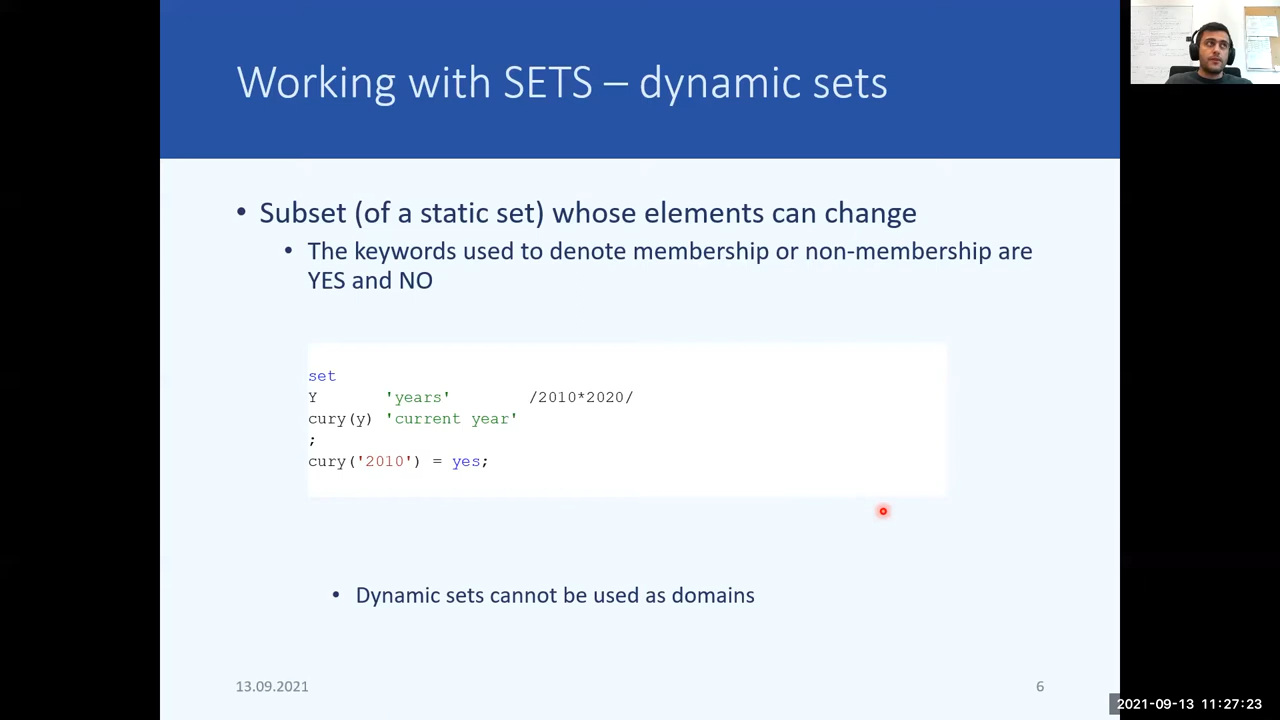 Working with SETS – dynamic sets
• Subset (of a static set) whose elements can change
• The keywords used to denote membership or non-membership are
YES and NO
set
Y 'years' /2010*2020/
cury(y) 'current year'
;
cury('2010') = yes;
• Dynamic sets cannot be used as domains
13.09.2021
6
2021-09-13 11:27:23